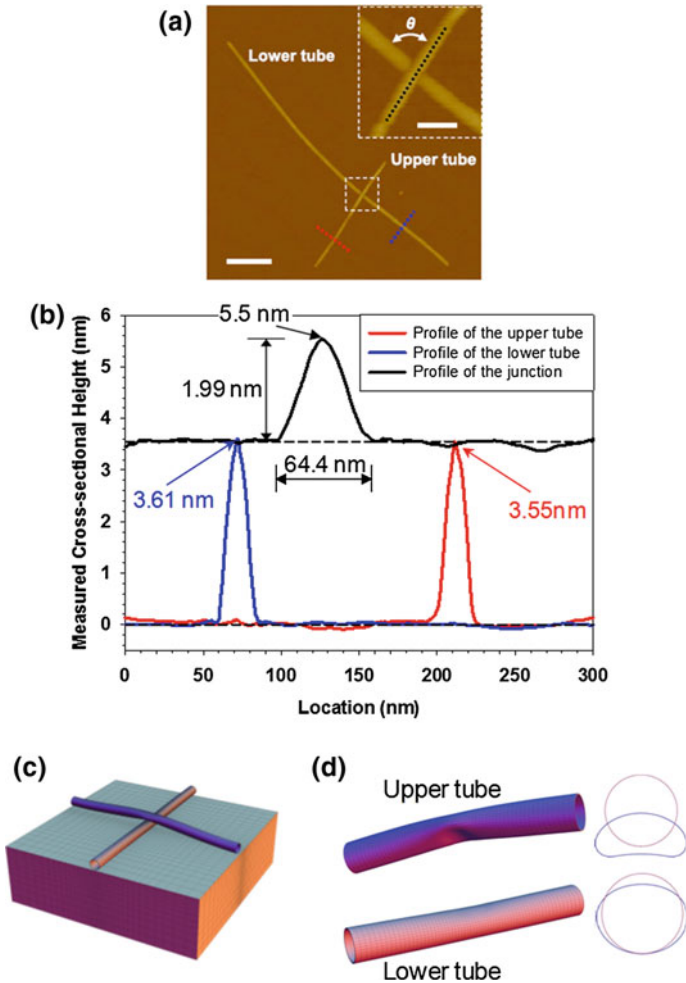 (a)
Lower tube
θ
Upper tube
(b)
Measured Cross-sectional Height (nm)
6
5
4
3
2
1
0
5.5 nm
1.99 nm
64.4 nm
3.61 nm
3.55nm
Profile of the upper tube
Profile of the lower tube
Profile of the junction
0
50
100
150
200
250
300
Location (nm)
(c)
(d)
Upper tube
Lower tube